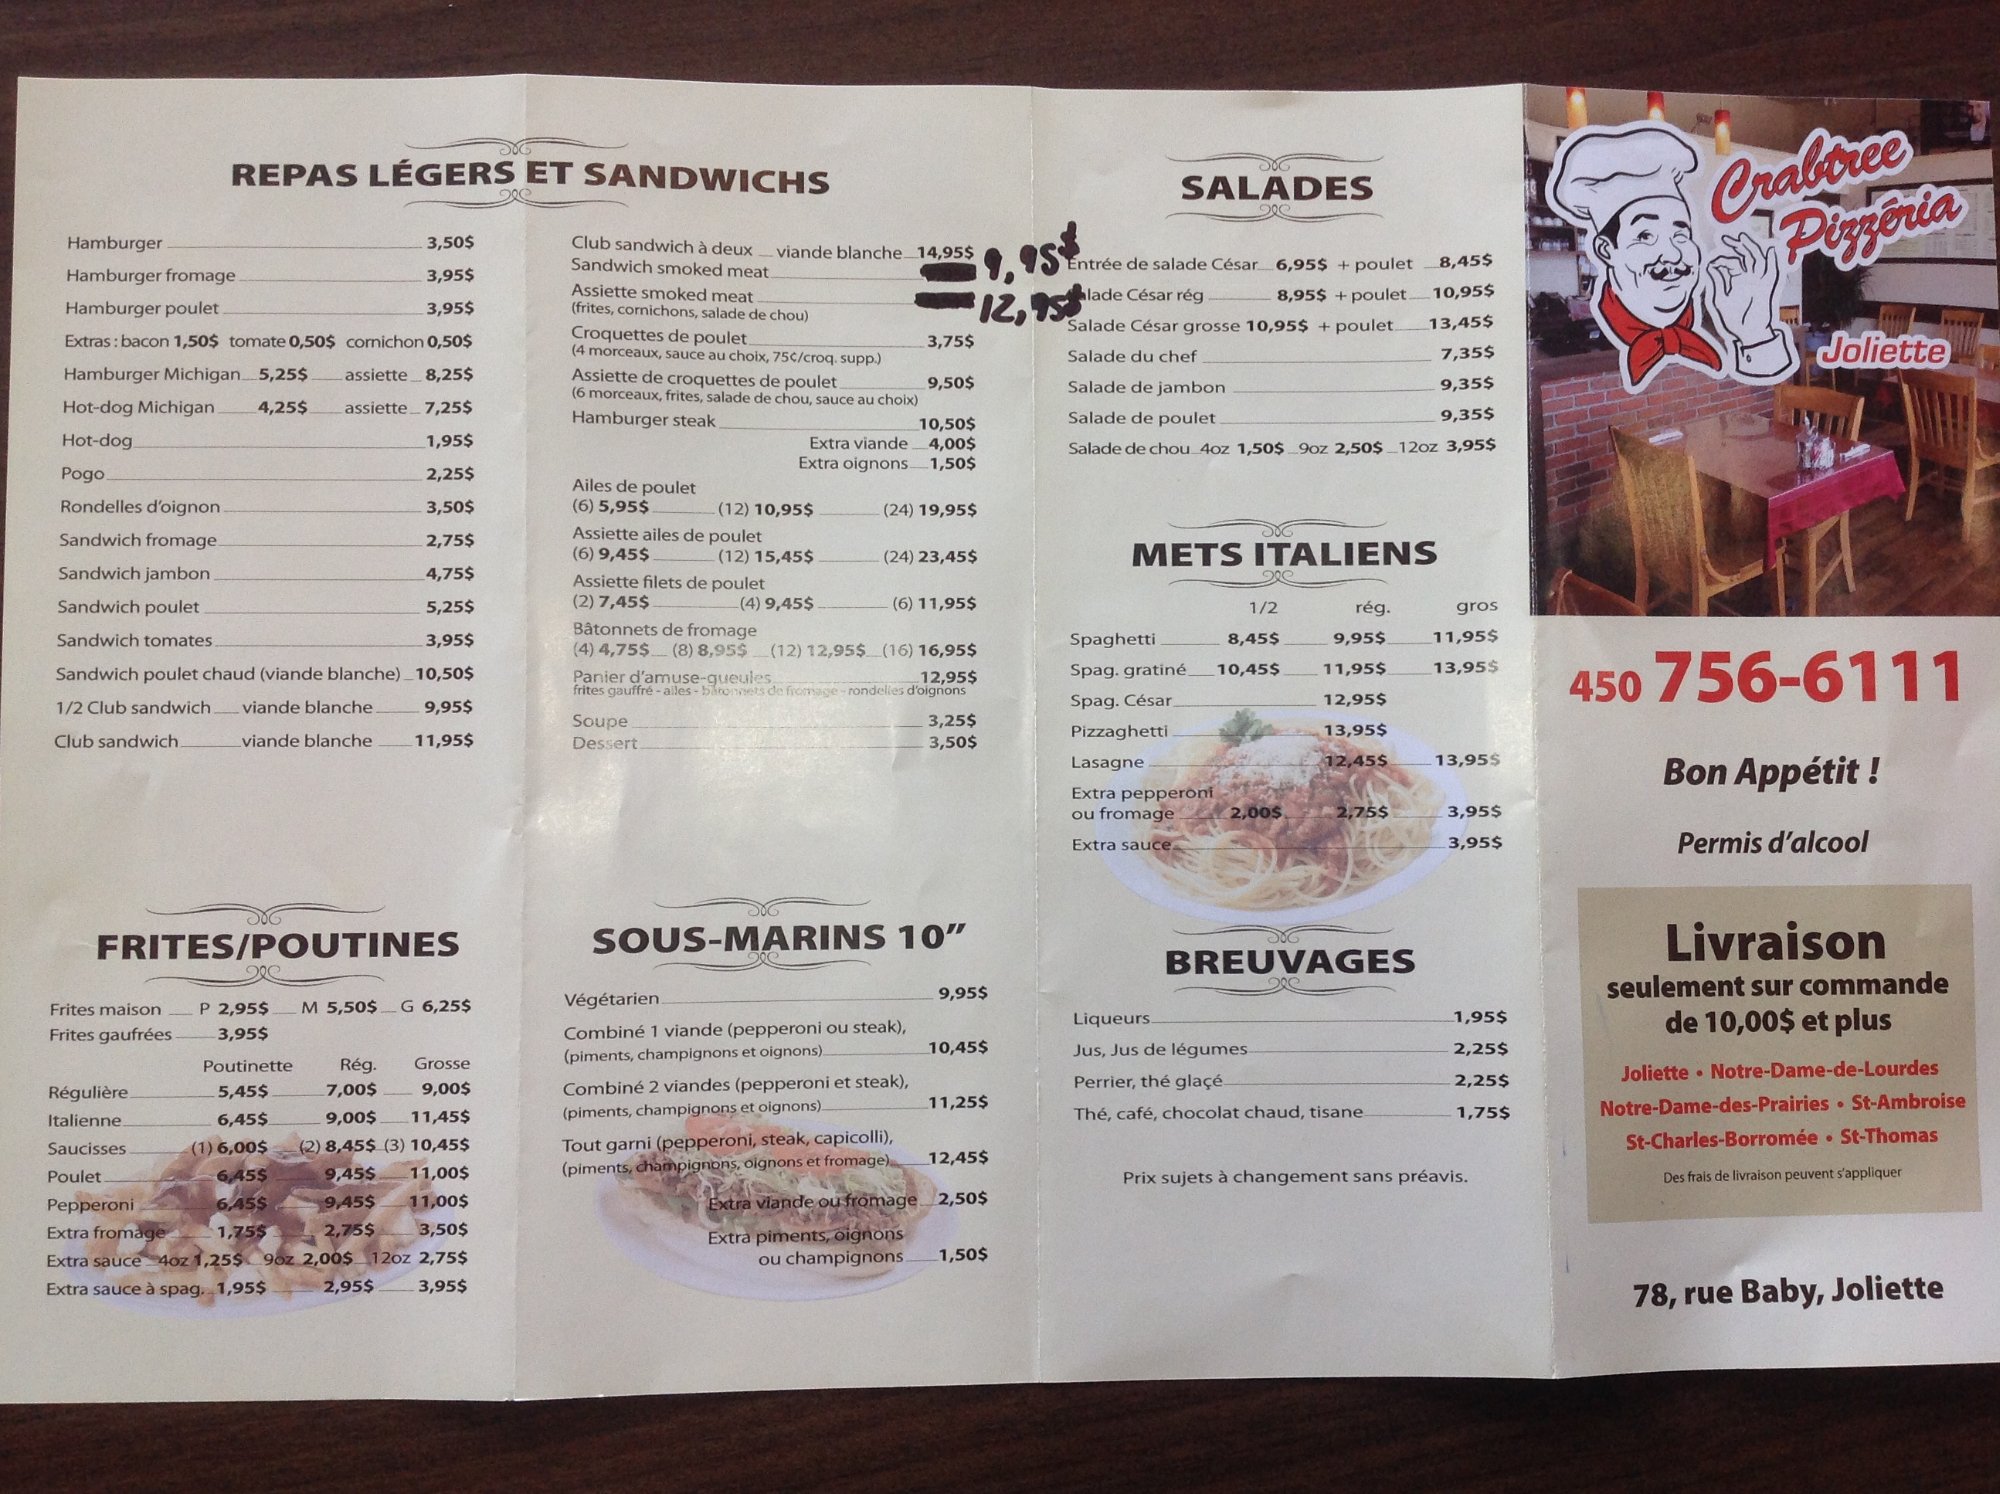 REPAS LÉGERS ET SANDWICHS
Hamburger 3,50$
Hamburger fromage 3,95$
Hamburger poulet 3,95$
Extras : bacon 1,50$ tomate 0,50$ cornichon 0,50$
Hamburger Michigan 5,25$ assiette 8,25$
Hot-dog Michigan 4,25$ assiette 7,25$
Hot-dog 1,95$
Pogo 2,25$
Rondelles d'oignon 3,50$
Sandwich fromage 2,75$
Sandwich jambon 4,75$
Sandwich poulet 5,25$
Sandwich tomates 3,95$
Sandwich poulet chaud (viande blanche) 10,50$
1/2 Club sandwich viande blanche 9,95$
Club sandwich viande blanche 11,95$
Club sandwich à deux viande blanche 14,95$
Sandwich smoked meat 9,95$
Assiette smoked meat 12,95$
(frites, cornichons, salade de chou)
Croquettes de poulet 3,75$
(4 morceaux, sauce au choix, 75¢/croq. supp.)
Assiette de croquettes de poulet 9,50$
(6 morceaux, frites, salade de chou, sauce au choix)
Hamburger steak 10,50$
Extra viande 4,00$
Extra oignons 1,50$
Ailes de poulet
(6) 5,95$ (12) 10,95$ (24) 19,95$
Assiette ailes de poulet
(6) 9,45$ (12) 15,45$ (24) 23,45$
Assiette filets de poulet
(2) 7,45$ (4) 9,45$ (6) 11,95$
Bâtonnets de fromage
(4) 4,75$ (8) 8,95$ (12) 12,95$ (16) 16,95$
Panier d'amuse-gueules 12,95$
frites gauffré - ailes - bâtonnets de fromage - rondelles d'oignons
Soupe 3,25$
Dessert 3,50$
FRITES/POUTINES
Frites maison P 2,95$ M 5,50$ G 6,25$
Frites gaufrées 3,95$
Poutinette Rég. Grosse
Régulière 5,45$ 7,00$ 9,00$
Italienne 6,45$ 9,00$ 11,45$
Saucisses (1) 6,00$ (2) 8,45$ (3) 10,45$
Poulet 6,45$ 9,45$ 11,00$
Pepperoni 6,45$ 9,45$ 11,00$
Extra fromage 1,75$ 2,75$ 3,50$
Extra sauce 4oz 1,25$ 9oz 2,00$ 12oz 2,75$
Extra sauce à spag. 1,95$ 2,95$ 3,95$
SOUS-MARINS 10"
Végétarien 9,95$
Combiné 1 viande (pepperoni ou steak),
(piments, champignons et oignons) 10,45$
Combiné 2 viandes (pepperoni et steak),
(piments, champignons et oignons) 11,25$
Tout garni (pepperoni, steak, capicolli),
(piments, champignons, oignons et fromage) 12,45$
Extra viande ou fromage 2,50$
Extra piments, oignons
ou champignons 1,50$
SALADES
Entrée de salade César 6,95$ + poulet 8,45$
lade César rég 8,95$ + poulet 10,95$
Salade César grosse 10,95$ + poulet 13,45$
Salade du chef 7,35$
Salade de jambon 9,35$
Salade de poulet 9,35$
Salade de chou 4oz 1,50$ 9oz 2,50$ 12oz 3,95$
METS ITALIENS
1/2 rég. gros
Spaghetti 8,45$ 9,95$ 11,95$
Spag. gratiné 10,45$ 11,95$ 13,95$
Spag. César 12,95$
Pizzaghetti 13,95$
Lasagne 12,45$ 13,95$
Extra pepperoni
ou fromage 2,00$ 2,75$ 3,95$
Extra sauce 3,95$
BREUVAGES
Liqueurs 1,95$
Jus, Jus de légumes 2,25$
Perrier, thé glaçé 2,25$
Thé, café, chocolat chaud, tisane 1,75$
Prix sujets à changement sans préavis.
Crabtree
Pizzéria
Joliette
450 756-6111
Bon Appétit !
Permis d'alcool
Livraison
seulement sur commande
de 10,00$ et plus
Joliette • Notre-Dame-de-Lourdes
Notre-Dame-des-Prairies • St-Ambroise
St-Charles-Borromée • St-Thomas
Des frais de livraison peuvent s'appliquer
78, rue Baby, Joliette